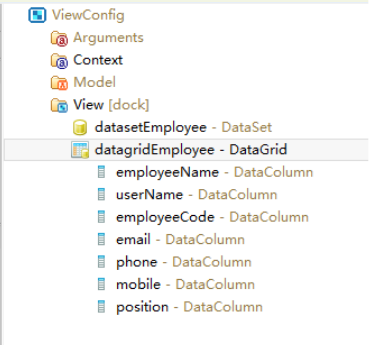 ViewConfig
Arguments
Context
Model
View [dock]
datasetEmployee - DataSet
datagridEmployee - DataGrid
employeeName - DataColumn
userName - DataColumn
employeeCode - DataColumn
email - DataColumn
phone - DataColumn
mobile - DataColumn
position - DataColumn